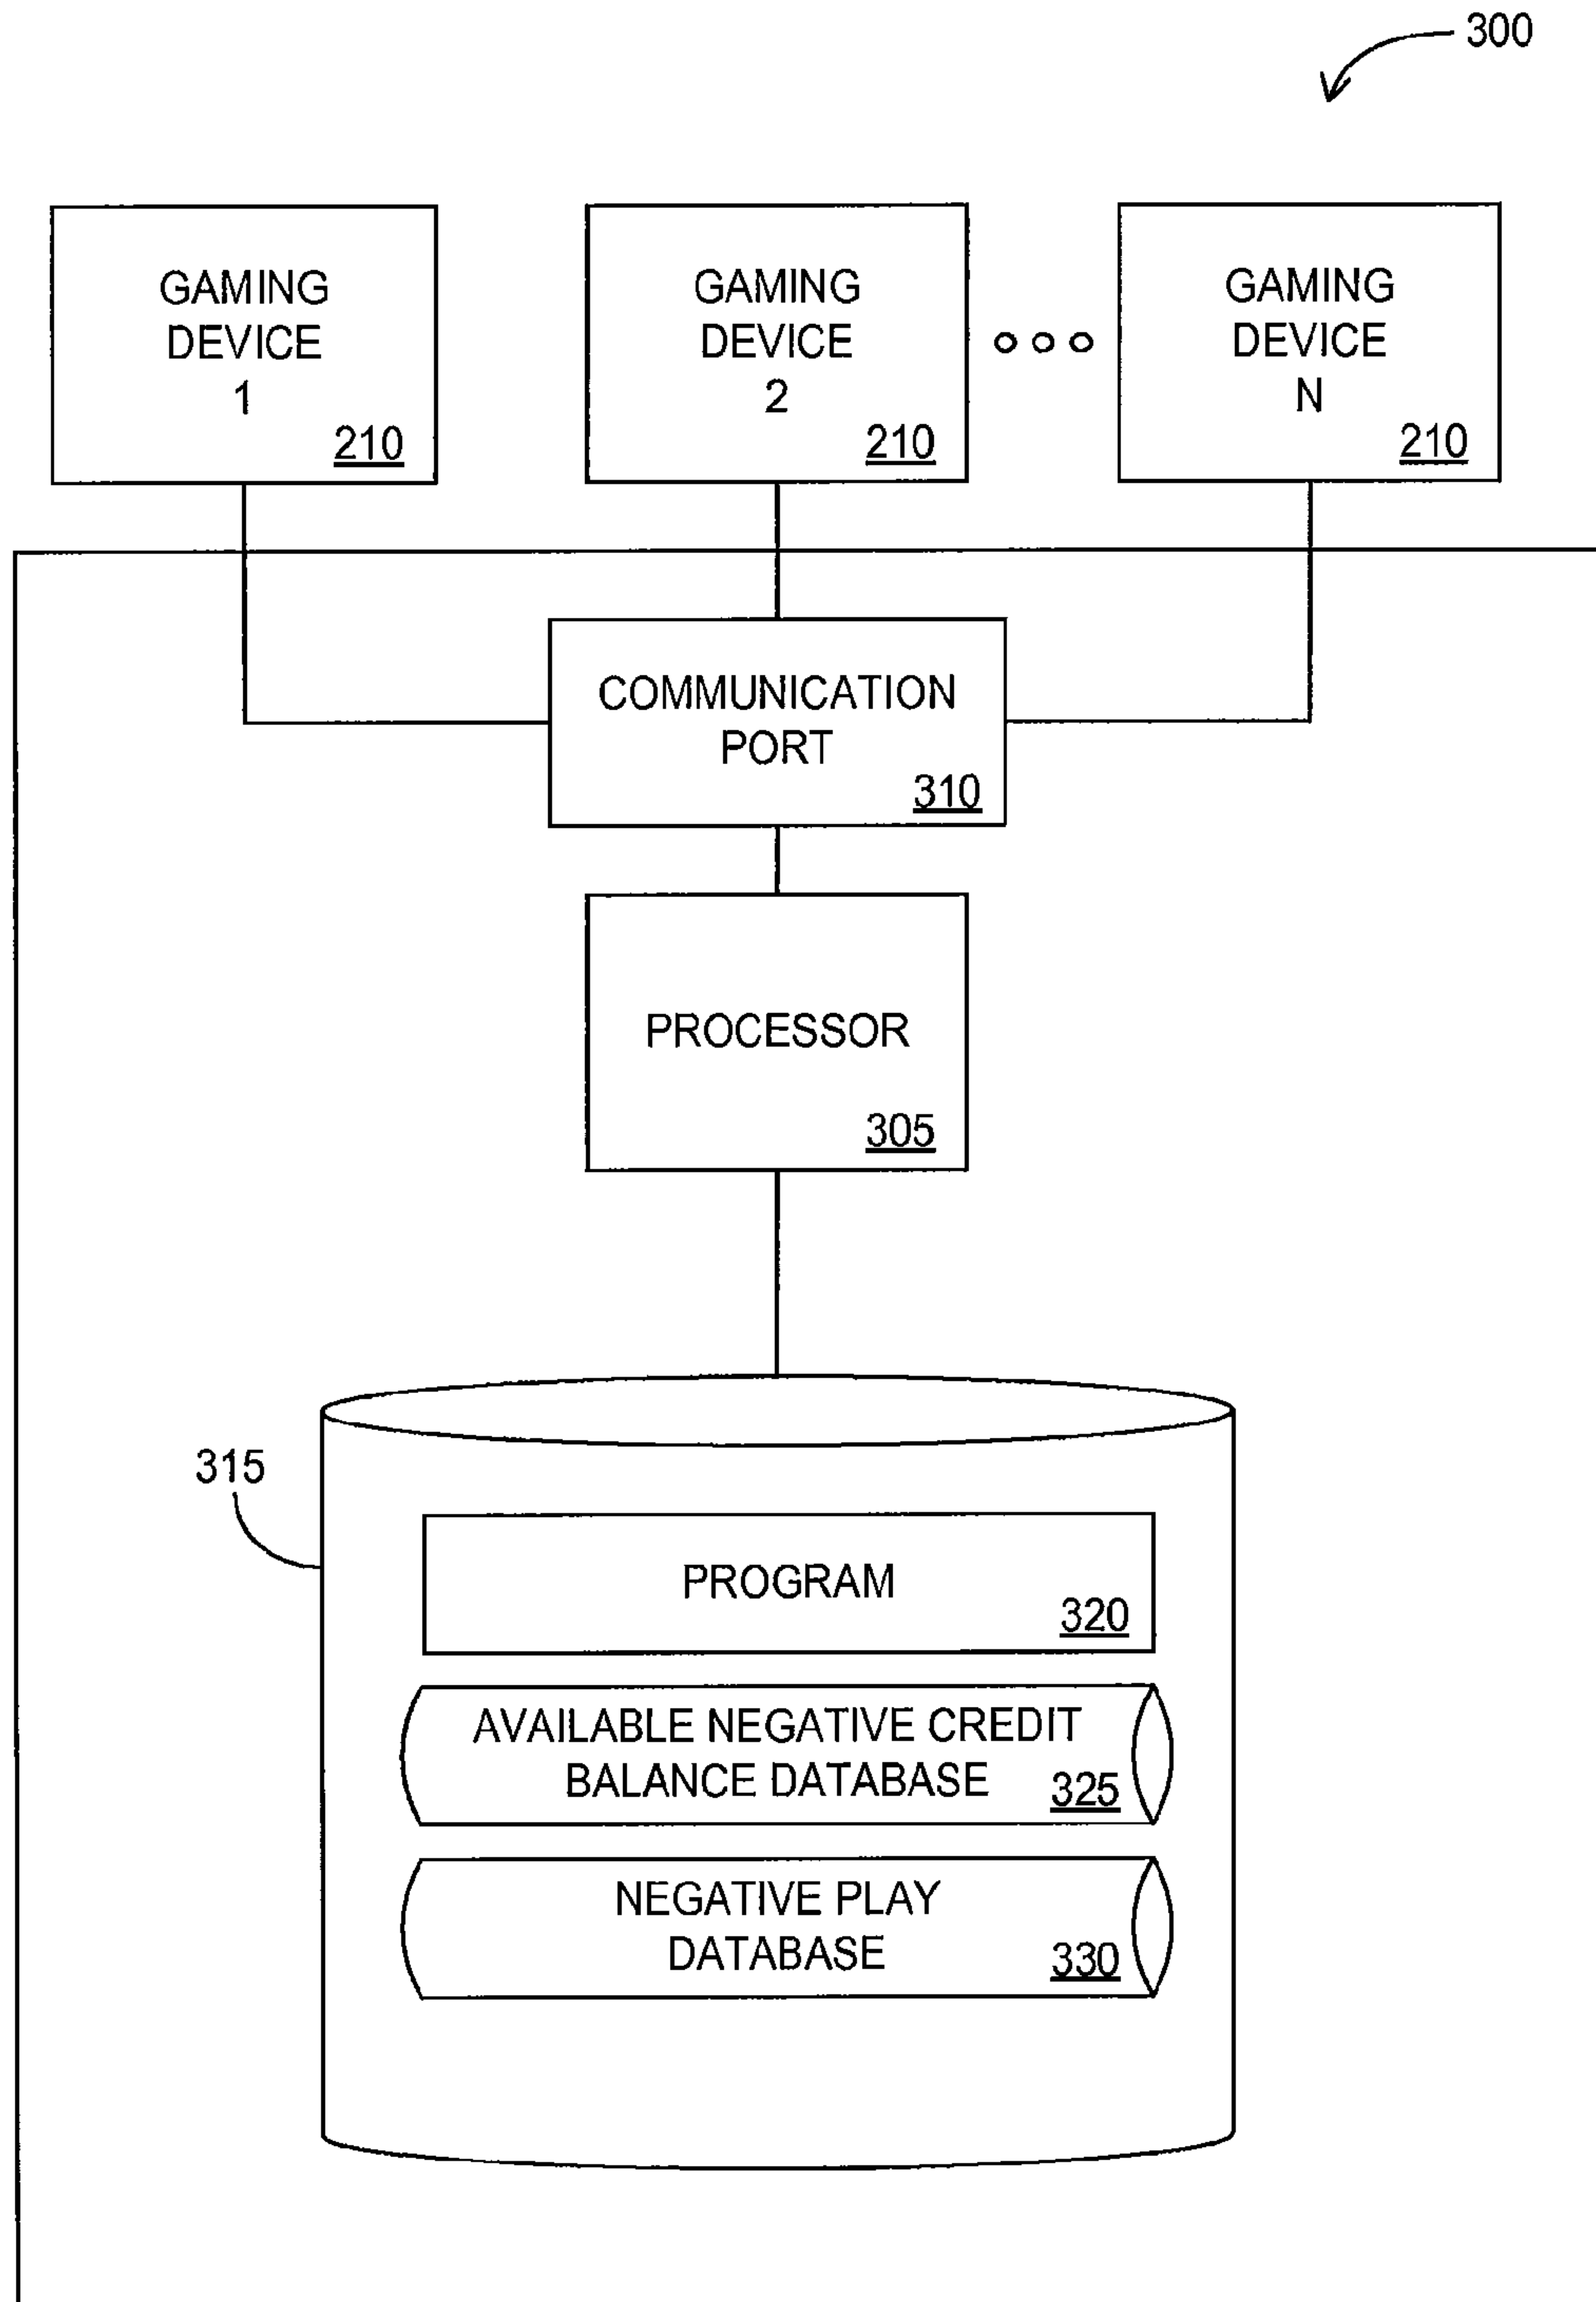 300
GAMING
DEVICE
1
210
GAMING
DEVICE
2
210
GAMING
DEVICE
N
210
COMMUNICATION
PORT
310
PROCESSOR
305
315
PROGRAM
320
AVAILABLE NEGATIVE CREDIT
BALANCE DATABASE
325
NEGATIVE PLAY
DATABASE
330